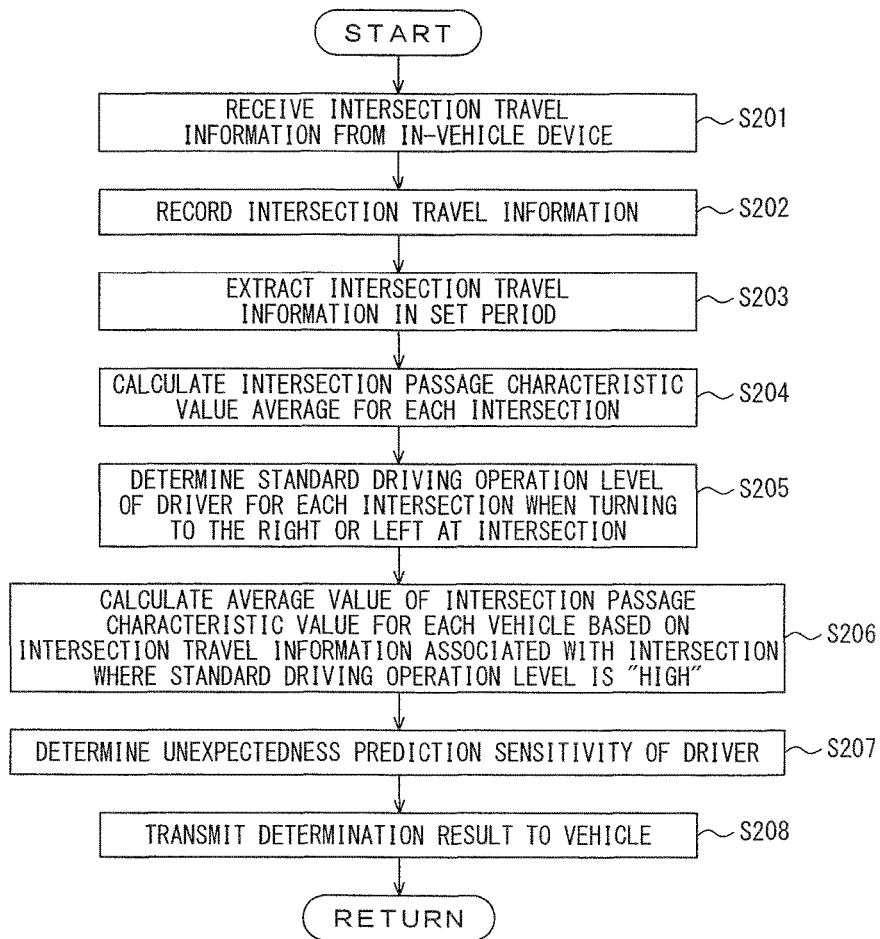 START
RECEIVE INTERSECTION TRAVEL
INFORMATION FROM IN-VEHICLE DEVICE
S201
RECORD INTERSECTION TRAVEL INFORMATION
S202
EXTRACT INTERSECTION TRAVEL
INFORMATION IN SET PERIOD
S203
CALCULATE INTERSECTION PASSAGE CHARACTERISTIC
VALUE AVERAGE FOR EACH INTERSECTION
S204
DETERMINE STANDARD DRIVING OPERATION LEVEL
OF DRIVER FOR EACH INTERSECTION WHEN TURNING
TO THE RIGHT OR LEFT AT INTERSECTION
S205
CALCULATE AVERAGE VALUE OF INTERSECTION PASSAGE
CHARACTERISTIC VALUE FOR EACH VEHICLE BASED ON
INTERSECTION TRAVEL INFORMATION ASSOCIATED WITH INTERSECTION
WHERE STANDARD DRIVING OPERATION LEVEL IS "HIGH"
S206
DETERMINE UNEXPECTEDNESS PREDICTION SENSITIVITY OF DRIVER
S207
TRANSMIT DETERMINATION RESULT TO VEHICLE
S208
RETURN